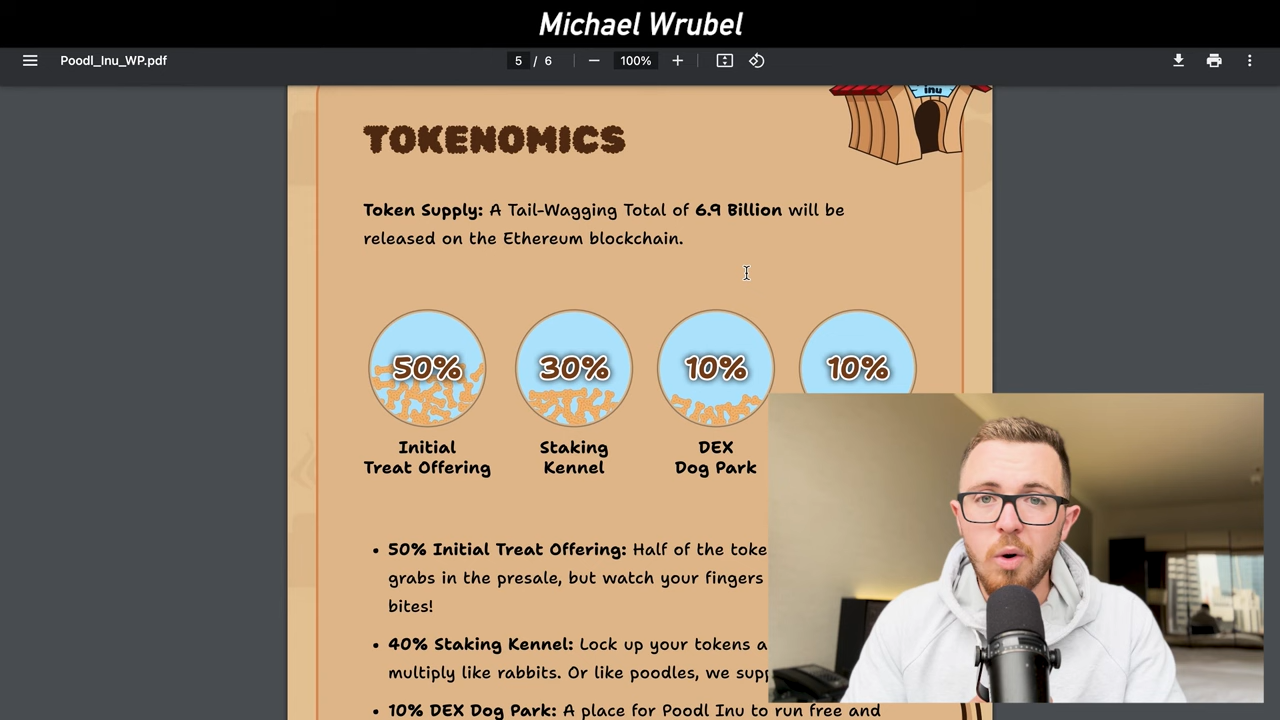 Michael Wrubel
Poodl_Inu_WP.pdf
5 / 6
100%
inu
TOKENOMICS
Token Supply: A Tail-Wagging Total of 6.9 Billion will be
released on the Ethereum blockchain.
50% 30% 10% 10%
Initial
Treat Offering
Staking
Kennel
DEX
Dog Park
• 50% Initial Treat Offering: Half of the toke
grabs in the presale, but watch your fingers
bites!
• 40% Staking Kennel: Lock up your tokens a
multiply like rabbits. Or like poodles, we supp
• 10% DEX Dog Park: A place for Poodl Inu to run free and